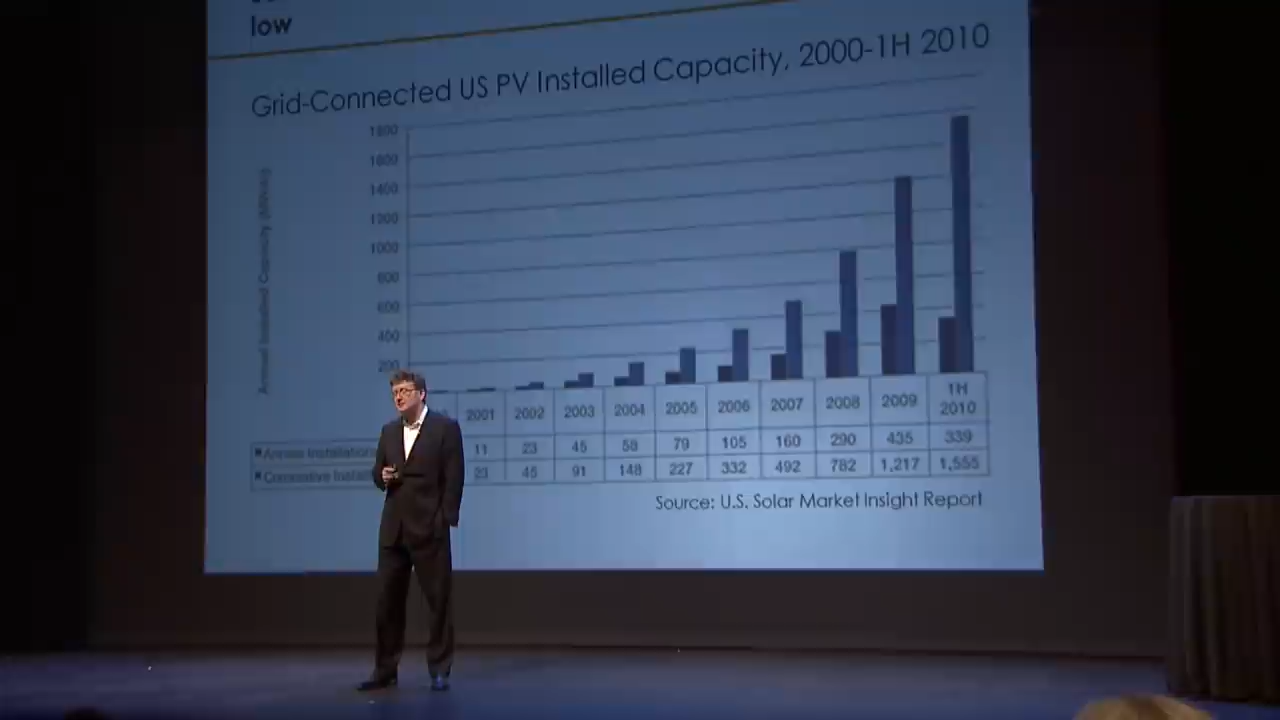 low
Grid-Connected US PV Installed Capacity, 2000-1H 2010
Annual Installed Capacity
1800
1600
1400
1200
1000
800
600
400
200
2001 2002 2003 2004 2005 2006 2007 2008 2009 1H 2010
Annual Installations 11 23 45 58 79 105 160 290 435 339
Cumulative 23 45 91 148 227 332 492 782 1,217 1,555
Source: U.S. Solar Market Insight Report